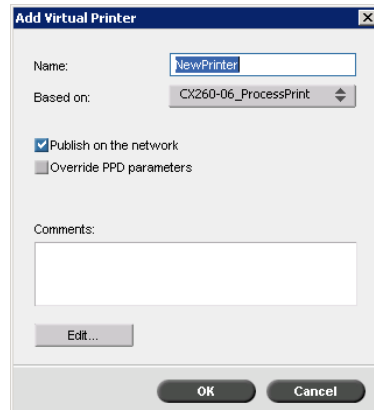 Add Virtual Printer
Name: NewPrinter
Based on: CX260-06_ProcessPrint
Publish on the network
Override PPD parameters
Comments:
Edit...
OK Cancel